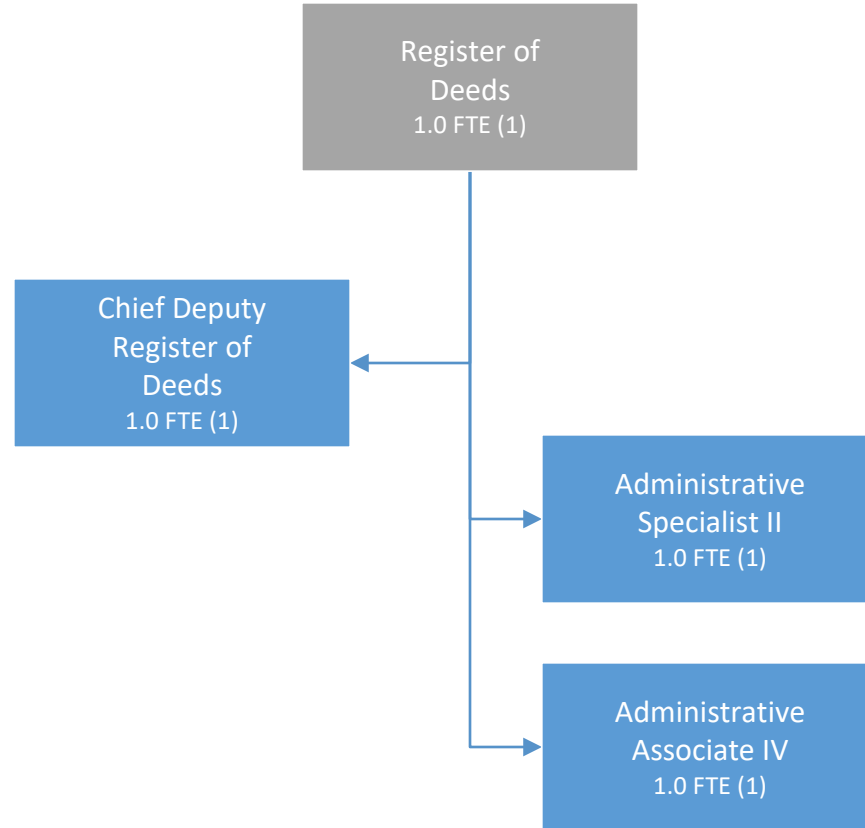 Register of
Deeds
1.0 FTE (1)
Chief Deputy
Register of
Deeds
1.0 FTE (1)
Administrative
Specialist II
1.0 FTE (1)
Administrative
Associate IV
1.0 FTE (1)